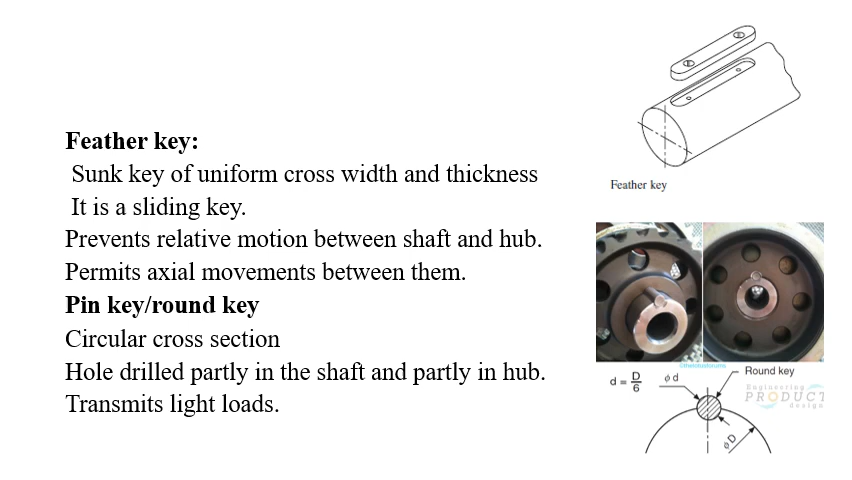 Feather key:
Sunk key of uniform cross width and thickness
It is a sliding key.
Prevents relative motion between shaft and hub.
Permits axial movements between them.
Pin key/round key
Circular cross section
Hole drilled partly in the shaft and partly in hub.
Transmits light loads.
Feather key
d = D/6
ϕ d
Round key
Engineering
PRODUCT
design
ϕ D